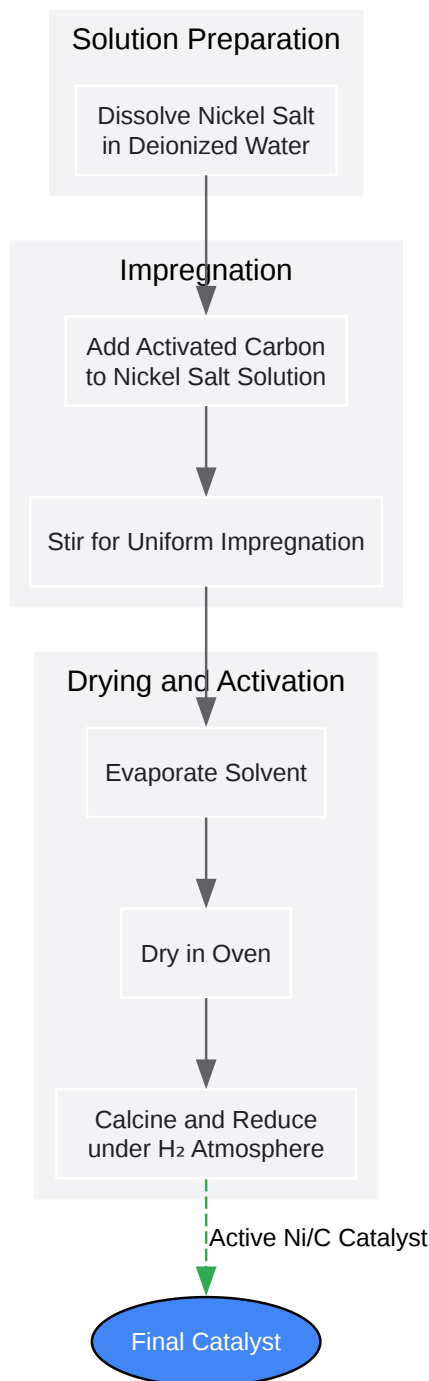 Solution Preparation
Dissolve Nickel Salt
in Deionized Water
Impregnation
Add Activated Carbon
to Nickel Salt Solution
Stir for Uniform Impregnation
Drying and Activation
Evaporate Solvent
Dry in Oven
Calcine and Reduce
under H₂ Atmosphere
Active Ni/C Catalyst
Final Catalyst